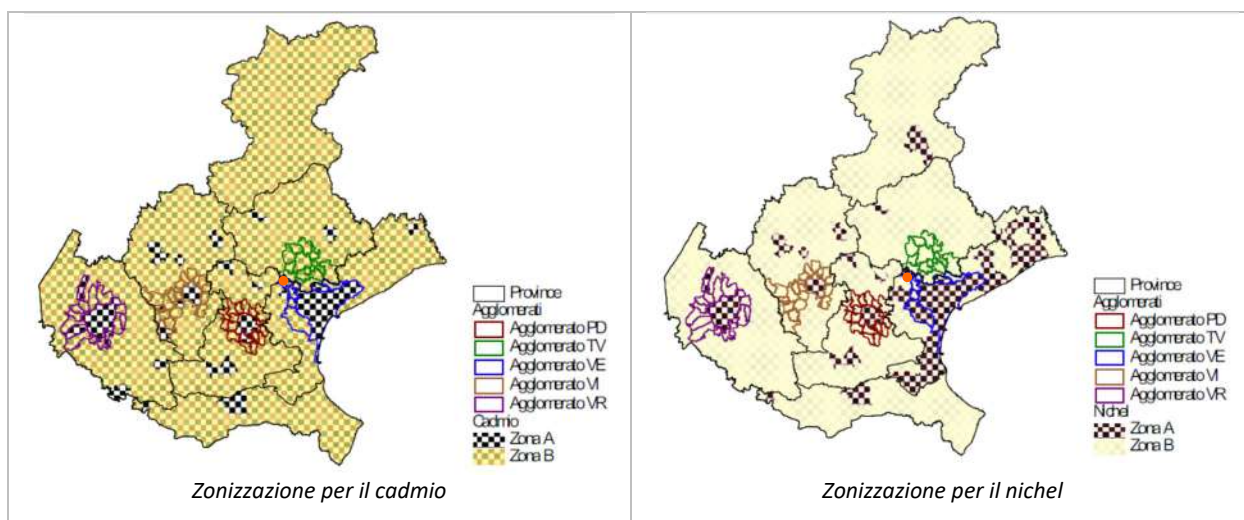 Province
Agglomerati
Agglomerato PD
Agglomerato TV
Agglomerato VE
Agglomerato VI
Agglomerato VR
Cadmio
Zona A
Zona B
Zonizzazione per il cadmio
Province
Agglomerati
Agglomerato PD
Agglomerato TV
Agglomerato VE
Agglomerato VI
Agglomerato VR
Nichel
Zona A
Zona B
Zonizzazione per il nichel